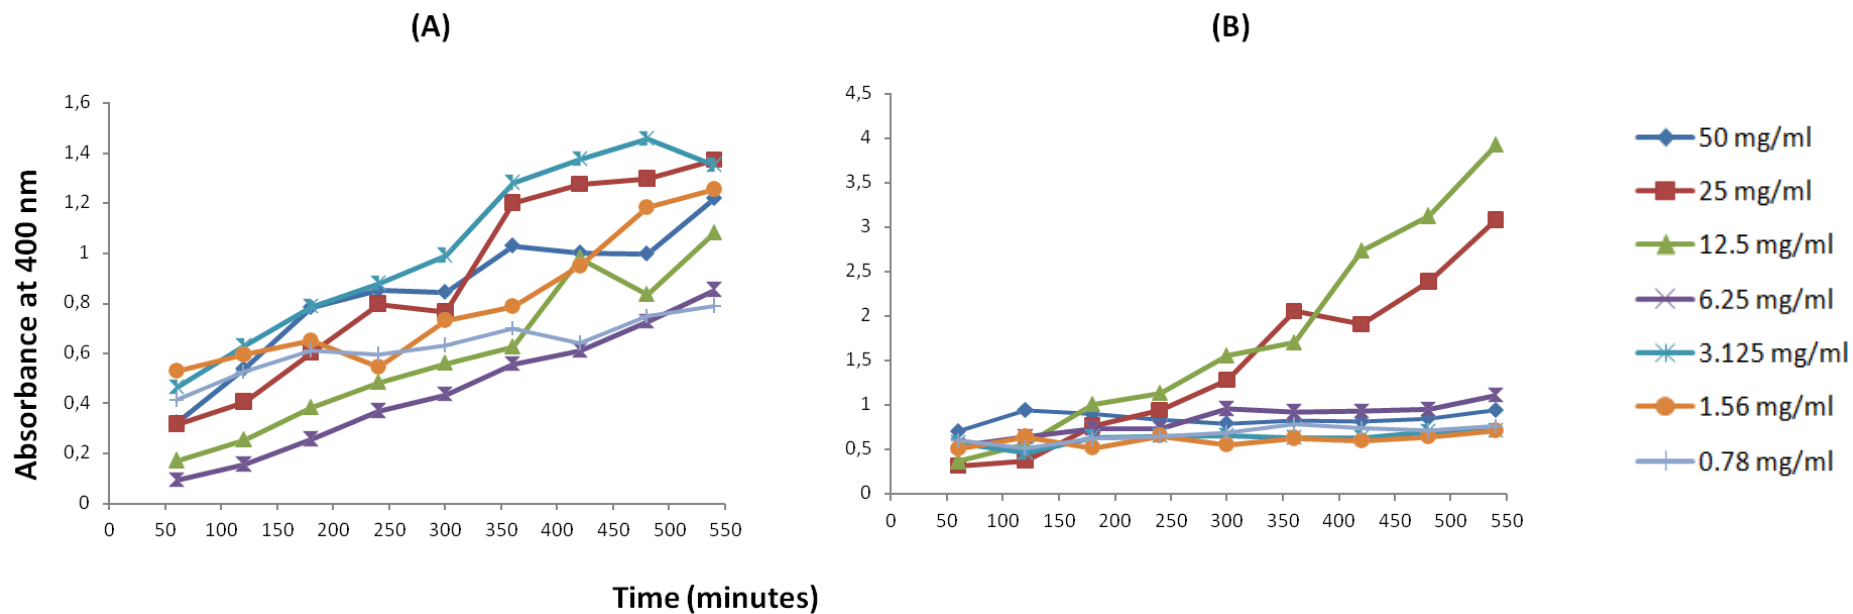 (A)
(B)
Absorbance at 400 nm
1,6
1,4
1,2
1
0,8
0,6
0,4
0,2
0
0 50 100 150 200 250 300 350 400 450 500 550
4,5
4
3,5
3
2,5
2
1,5
1
0,5
0
0 50 100 150 200 250 300 350 400 450 500 550
50 mg/ml
25 mg/ml
12.5 mg/ml
6.25 mg/ml
3.125 mg/ml
1.56 mg/ml
0.78 mg/ml
Time (minutes)